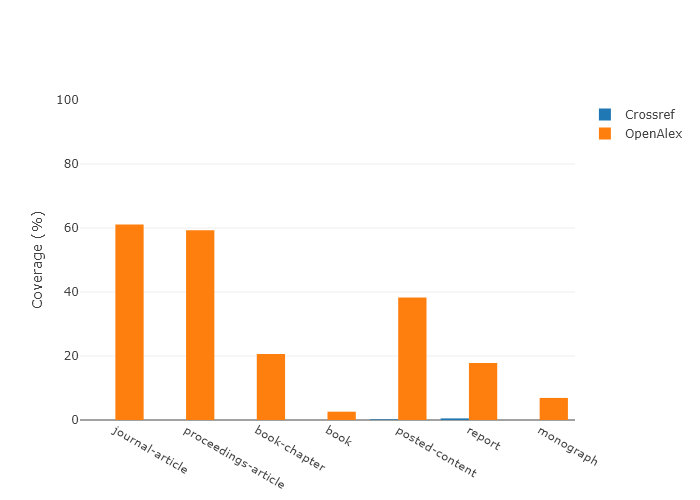 100
80
60
40
20
0
Coverage (%)
Crossref
OpenAlex
journal-article
proceedings-article
book-chapter
book
posted-content
report
monograph